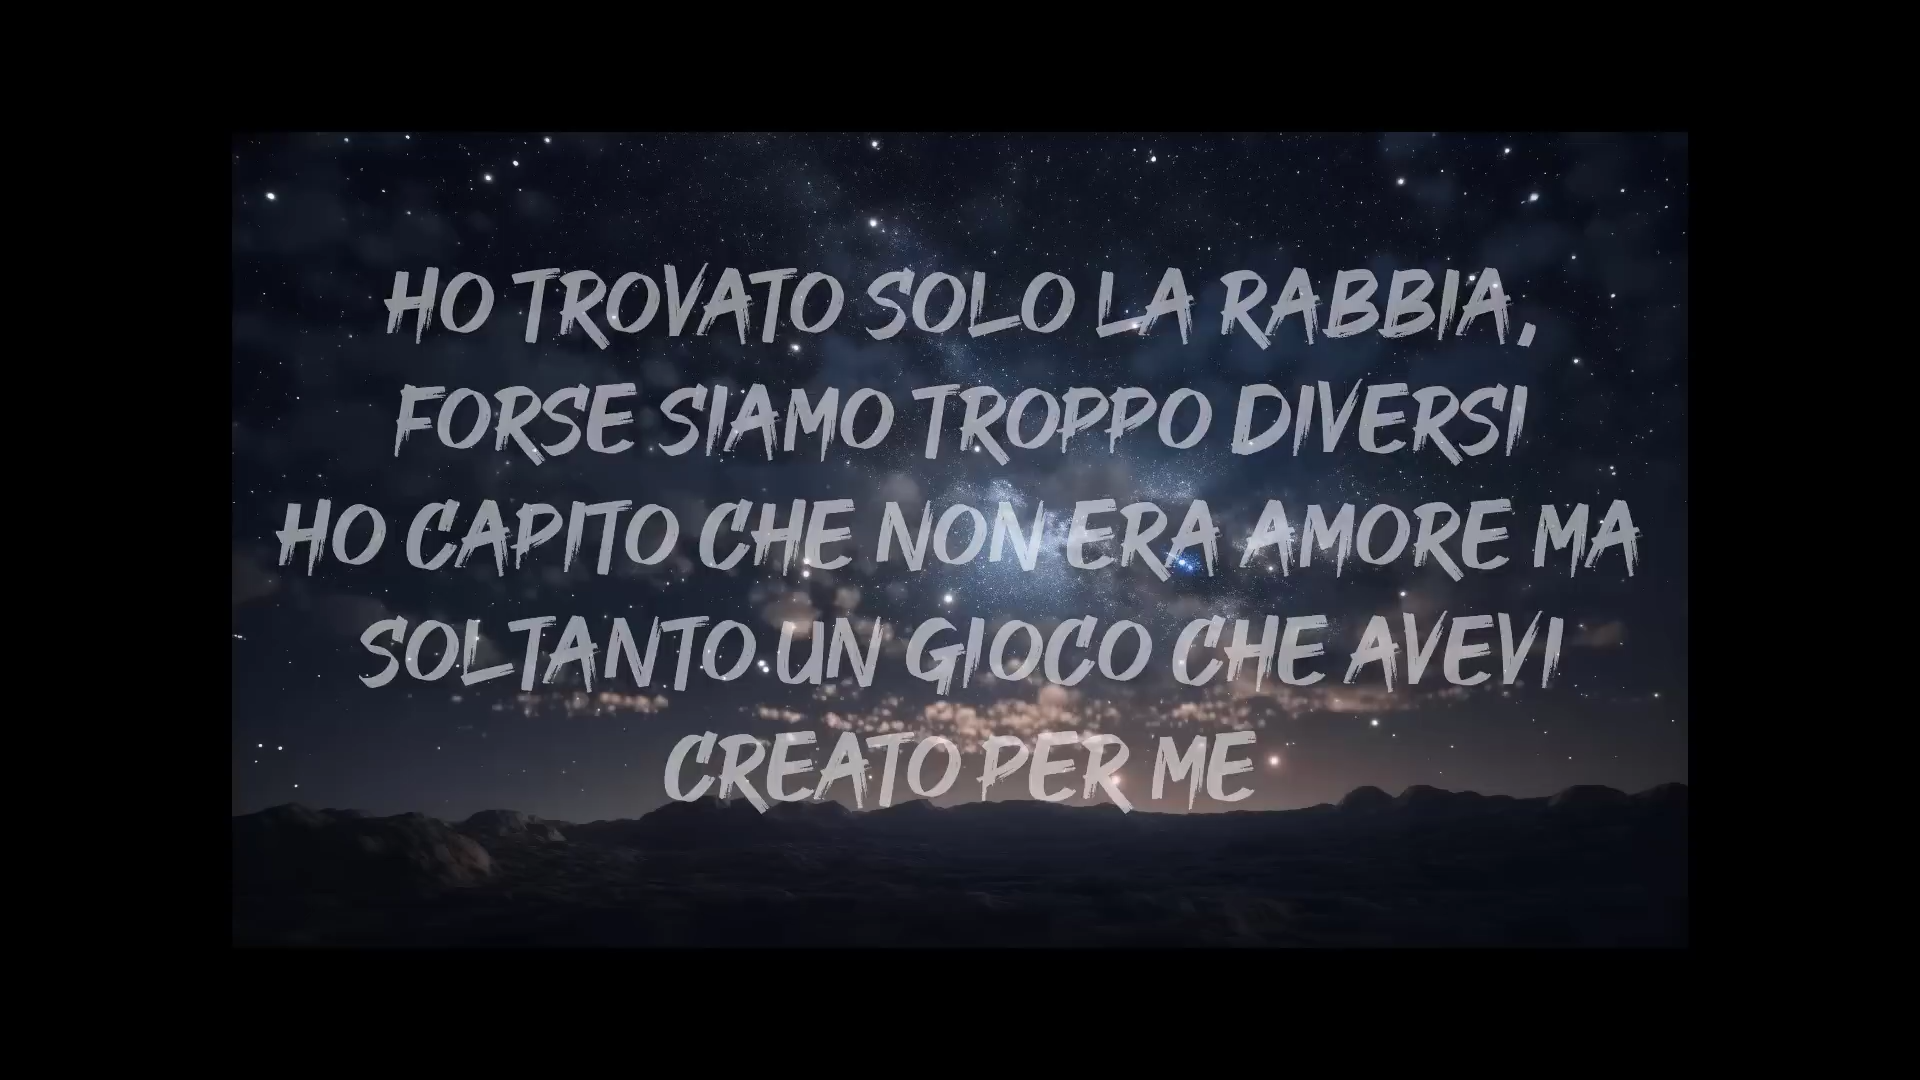 HO TROVATO SOLO LA RABBIA,
FORSE SIAMO TROPPO DIVERSI
HO CAPITO CHE NON ERA AMORE MA
SOLTANTO UN GIOCO CHE AVEVI
CREATO PER ME